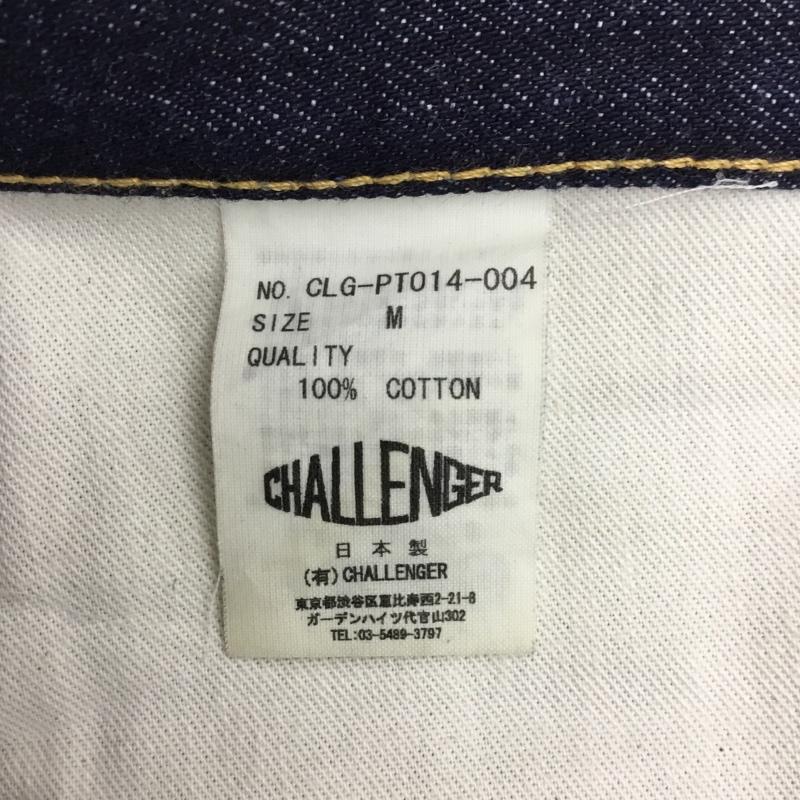 NO. CLG-PT014-004
SIZE M
QUALITY
100% COTTON
CHALLENGER
日本製
(有)CHALLENGER
東京都渋谷区恵比寿西2-21-8
ガーデンハイツ代官山302
TEL:03-5489-3797